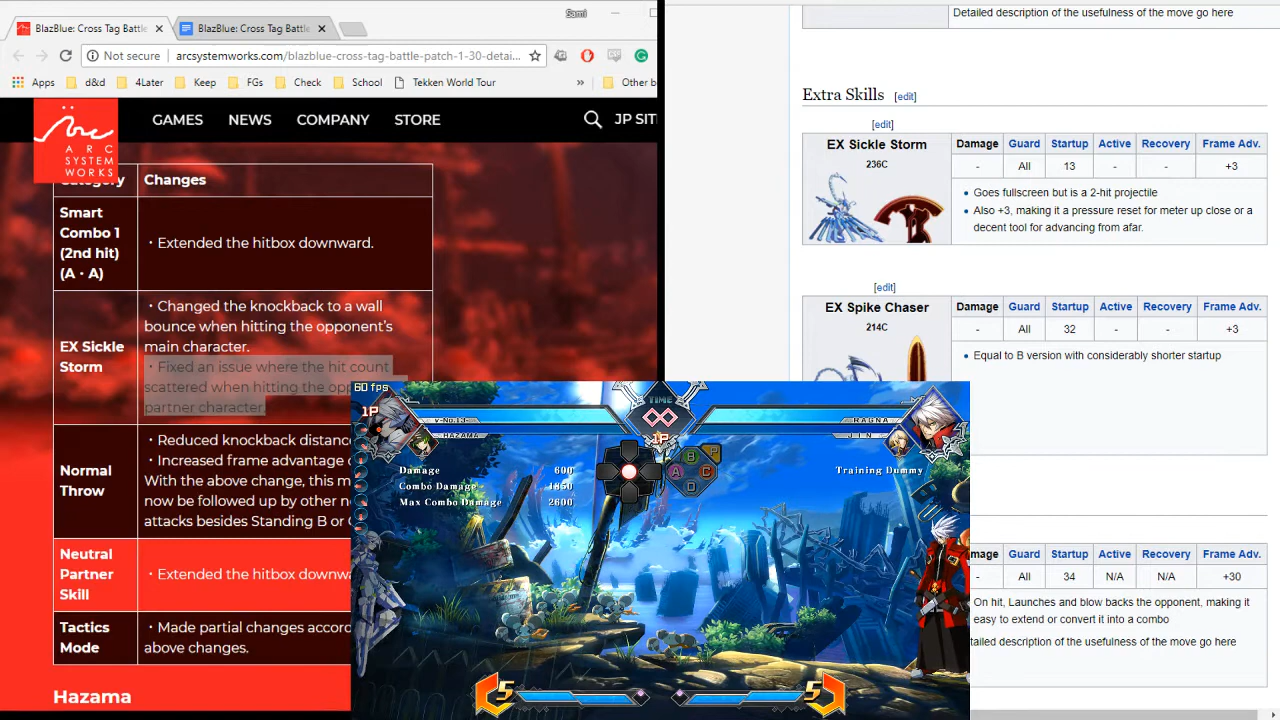 Sami
BlazBlue: Cross Tag Battle
BlazBlue: Cross Tag Battle
Not secure
arcsystemworks.com/blazblue-cross-tag-battle-patch-1-30-detai...
Apps
d&d
4Later
Keep
FGs
Check
School
Tekken World Tour
»
Other b
ARC
SYSTEM
WORKS
GAMES
NEWS
COMPANY
STORE
JP SIT
Changes
Smart
Combo 1
(2nd hit)
(A・A)
・Extended the hitbox downward.
EX Sickle
Storm
・Changed the knockback to a wall
bounce when hitting the opponent's
main character.
・Fixed an issue where the hit count
scattered when hitting the opp
partner character.
Normal
Throw
・Reduced knockback distance
・Increased frame advantage
With the above change, this m
now be followed up by other no
attacks besides Standing B or
Neutral
Partner
Skill
・Extended the hitbox downwa
Tactics
Mode
・Made partial changes accord
above changes.
Hazama
Detailed description of the usefulness of the move go here
Extra Skills [edit]
[edit]
EX Sickle Storm
236C
Damage Guard Startup Active Recovery Frame Adv.
- All 13 - - +3
Goes fullscreen but is a 2-hit projectile
Also +3, making it a pressure reset for meter up close or a
decent tool for advancing from afar.
[edit]
EX Spike Chaser
214C
Damage Guard Startup Active Recovery Frame Adv.
- All 32 - - +3
Equal to B version with considerably shorter startup
mage Guard Startup Active Recovery Frame Adv.
- All 34 N/A N/A +30
On hit, Launches and blow backs the opponent, making it
easy to extend or convert it into a combo
tailed description of the usefulness of the move go here
60 fps
1P
TIME
1P
ν-No.13-
HAZAMA
RAGNA
JIN
Damage 600
Combo Damage 1850
Max Combo Damage 2600
Training Dummy
A
B
C
D
P
5
5